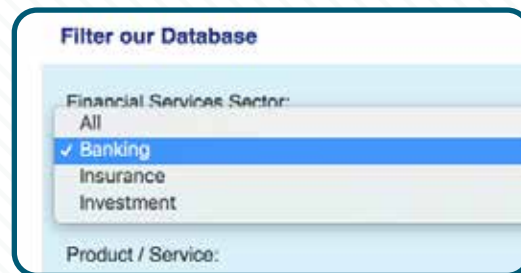 Filter our Database
Financial Services Sector:
All
✓ Banking
Insurance
Investment
Product / Service: